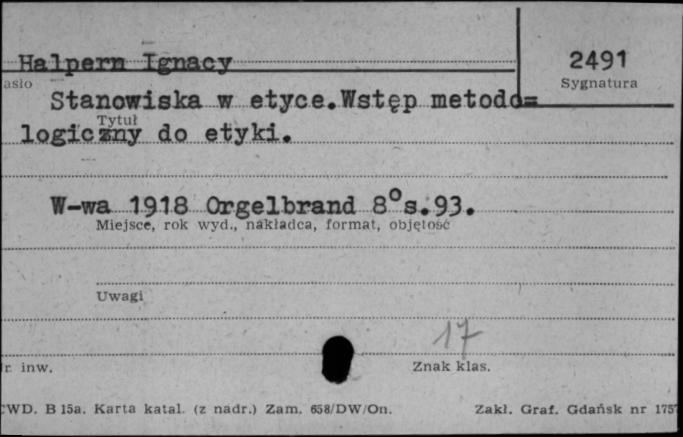 Halpern Ignacy
2491
asło
Sygnatura
Stanowiska w etyce.Wstęp metodo=
Tytuł
logiczny do etyki.
W-wa 1918 Orgelbrand 8°s.93.
Miejsce, rok wyd., nakładca, format, objętość
Uwagi
17
r. inw.
Znak klas.
WD. B 15a. Karta katal. (z nadr.) Zam. 658/DW/On.
Zakł. Graf. Gdańsk nr 1757